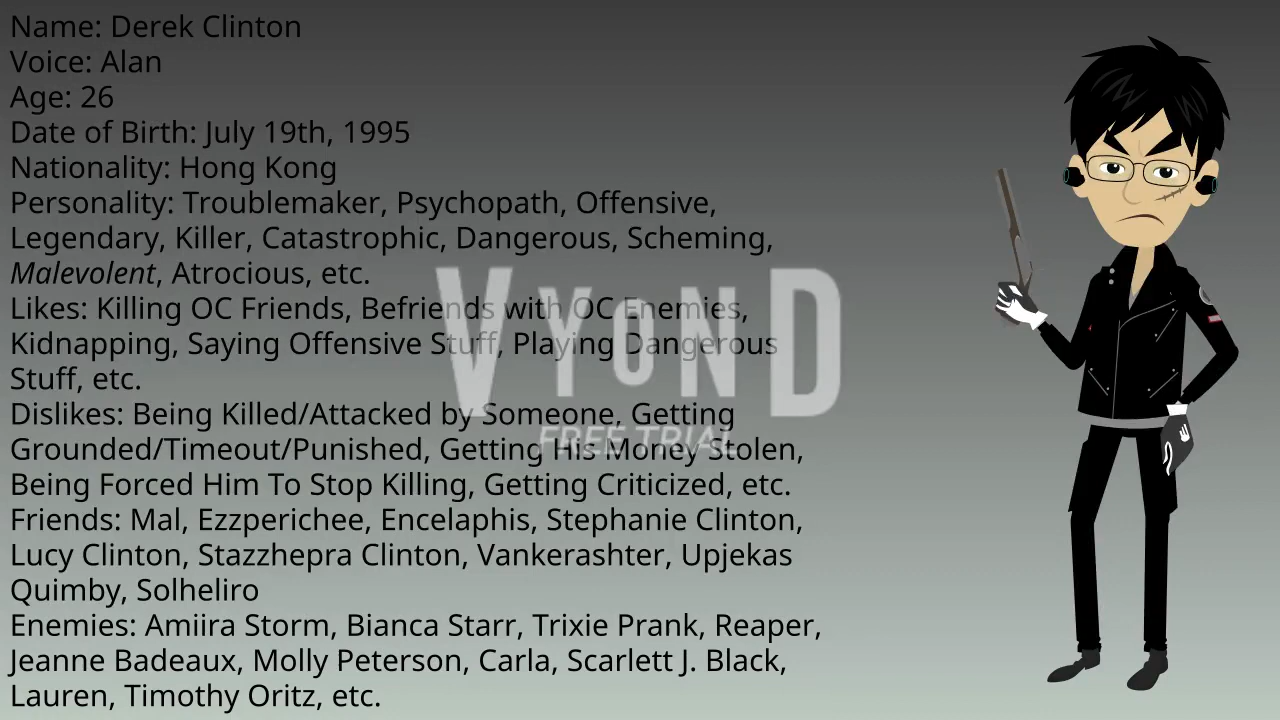 Name: Derek Clinton
Voice: Alan
Age: 26
Date of Birth: July 19th, 1995
Nationality: Hong Kong
Personality: Troublemaker, Psychopath, Offensive,
Legendary, Killer, Catastrophic, Dangerous, Scheming,
Malevolent, Atrocious, etc.
Likes: Killing OC Friends, Befriends with OC Enemies,
Kidnapping, Saying Offensive Stuff, Playing Dangerous
Stuff, etc.
Dislikes: Being Killed/Attacked by Someone, Getting
Grounded/Timeout/Punished, Getting His Money Stolen,
Being Forced Him To Stop Killing, Getting Criticized, etc.
Friends: Mal, Ezzperichee, Encelaphis, Stephanie Clinton,
Lucy Clinton, Stazzhepra Clinton, Vankerashter, Upjekas
Quimby, Solheliro
Enemies: Amiira Storm, Bianca Starr, Trixie Prank, Reaper,
Jeanne Badeaux, Molly Peterson, Carla, Scarlett J. Black,
Lauren, Timothy Oritz, etc.
VYOND
FREE TRIAL